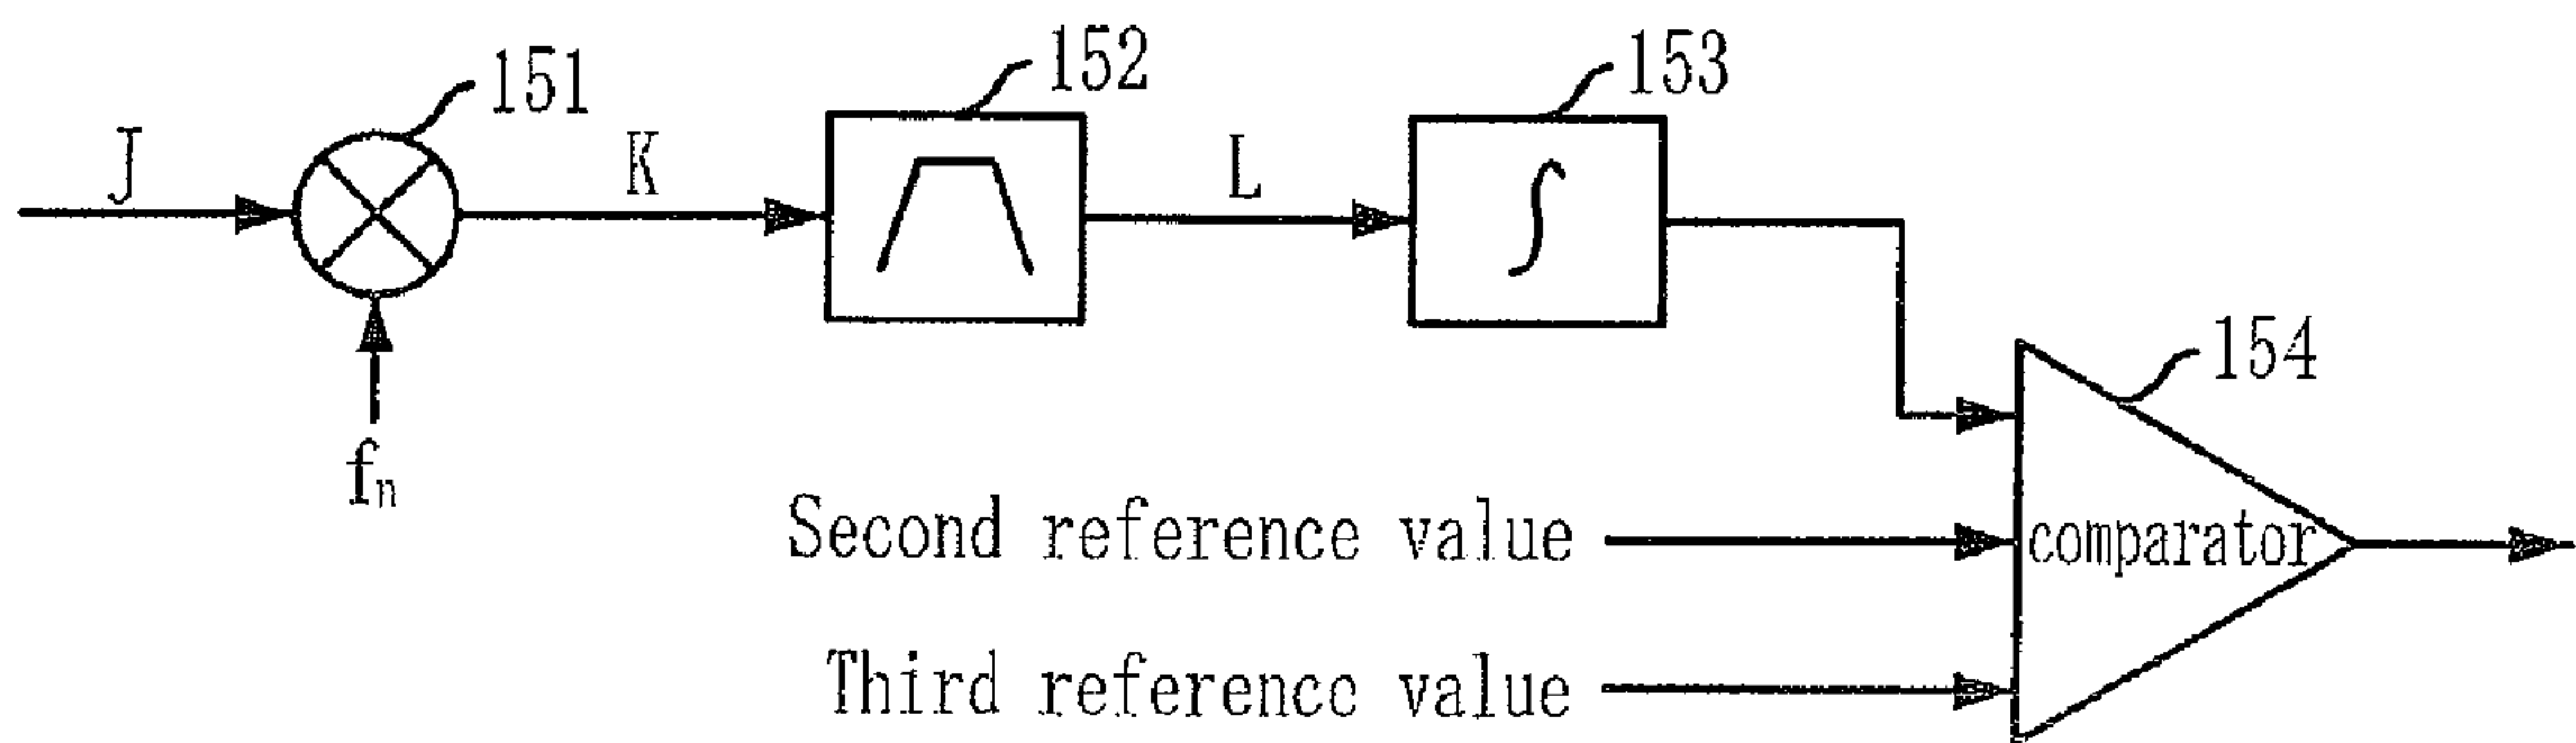 151
152
153
J
K
L
fn
154
Second reference value
comparator
Third reference value